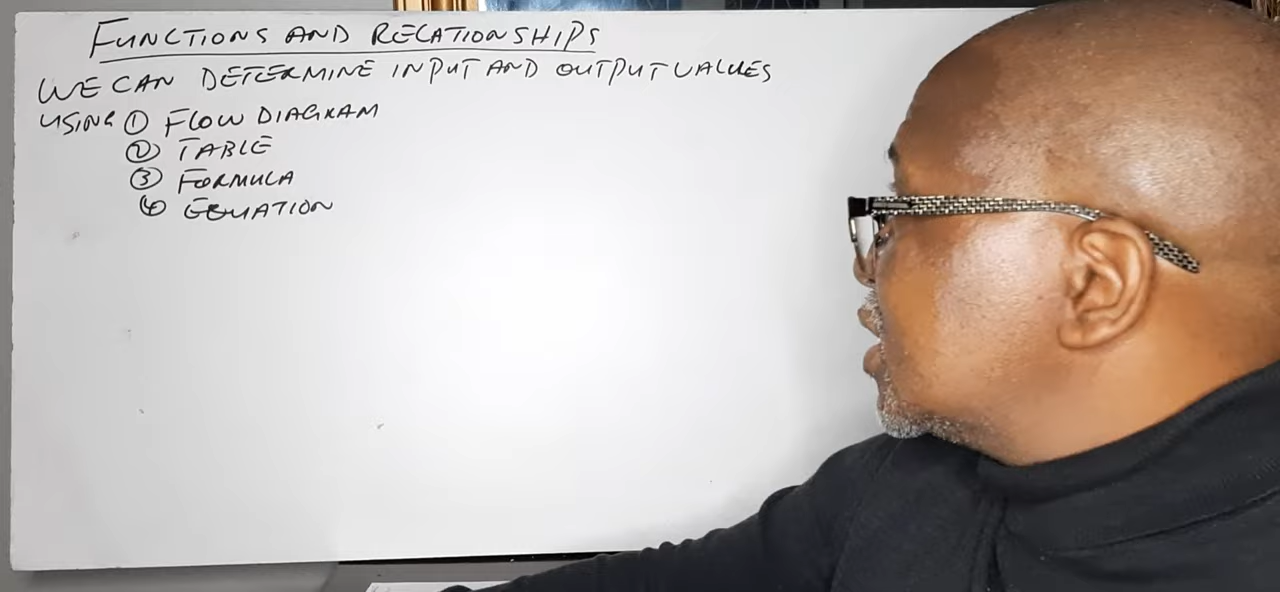 FUNCTIONS AND RELATIONSHIPS
WE CAN DETERMINE INPUT AND OUTPUT VALUES
USING ① FLOW DIAGRAM
② TABLE
③ FORMULA
④ EQUATION